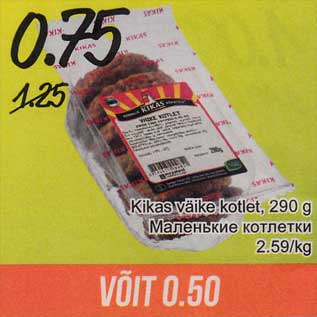 0.75
1.25
KIKAS
VÄIKE KOTLET
290g
Kikas väike kotlet, 290 g
Маленькие котлетки
2.59/kg
VÕIT 0.50